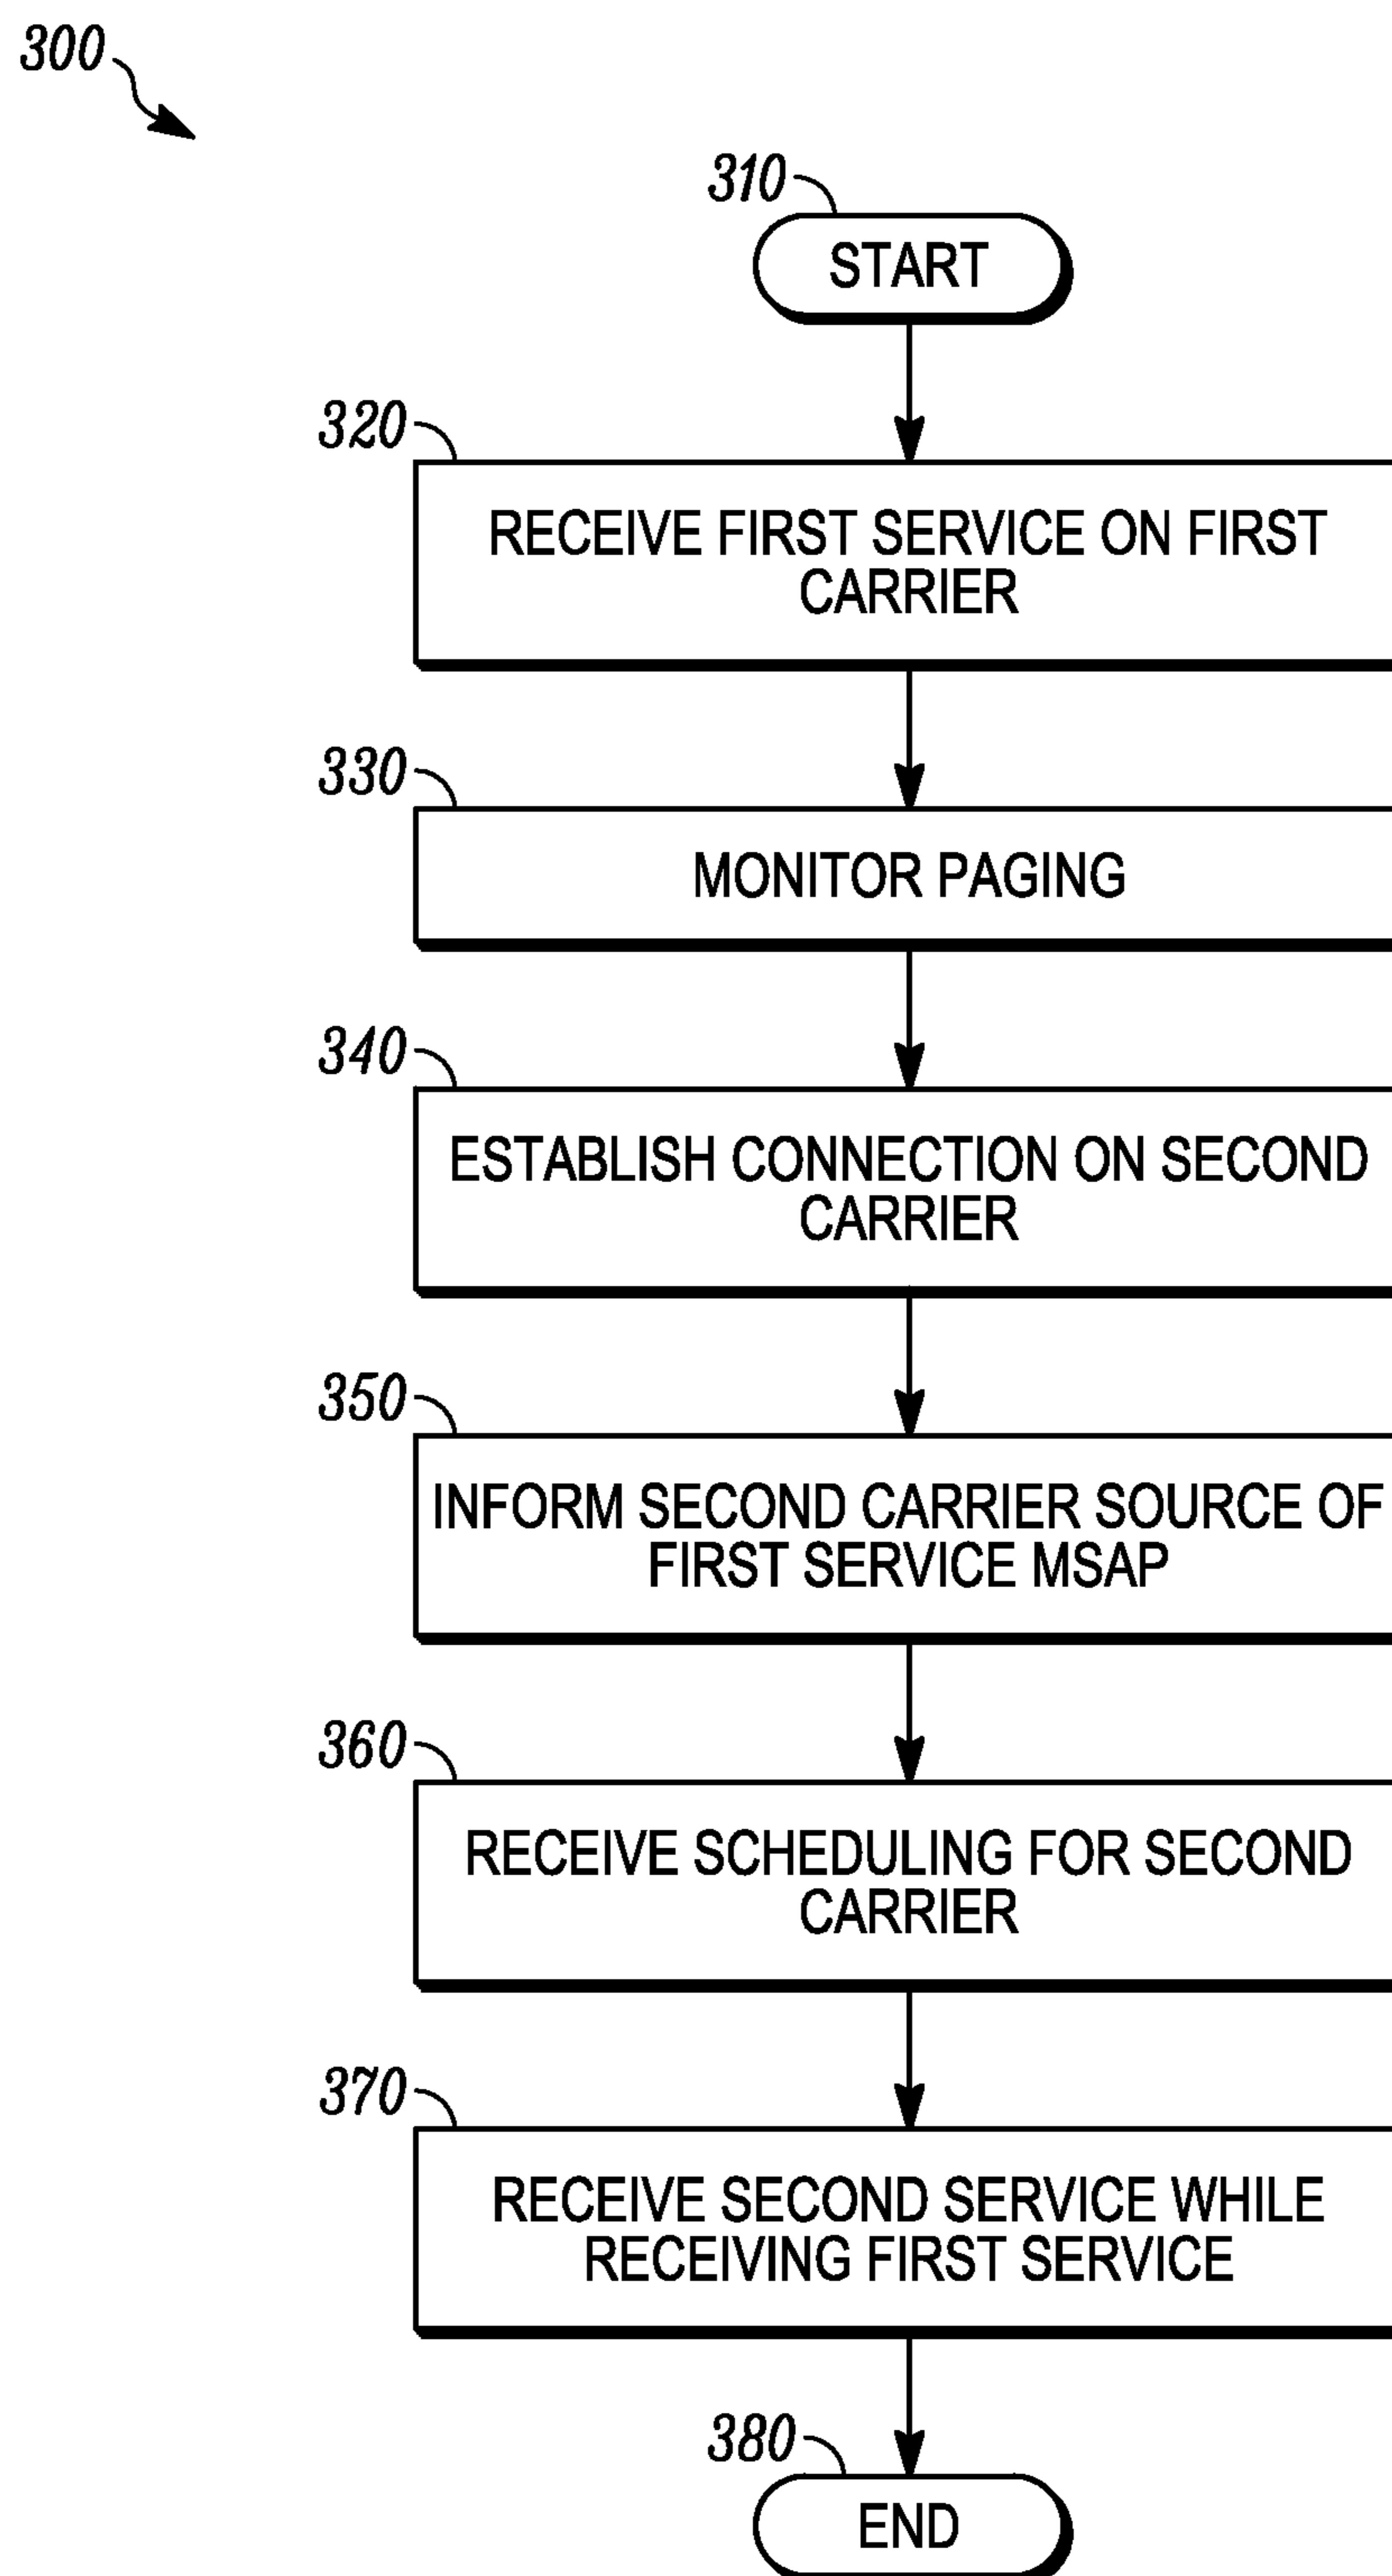 300
310
START
320
RECEIVE FIRST SERVICE ON FIRST
CARRIER
330
MONITOR PAGING
340
ESTABLISH CONNECTION ON SECOND
CARRIER
350
INFORM SECOND CARRIER SOURCE OF
FIRST SERVICE MSAP
360
RECEIVE SCHEDULING FOR SECOND
CARRIER
370
RECEIVE SECOND SERVICE WHILE
RECEIVING FIRST SERVICE
380
END